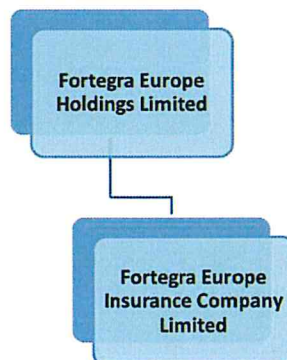 Fortegra Europe
Holdings Limited
Fortegra Europe
Insurance Company
Limited